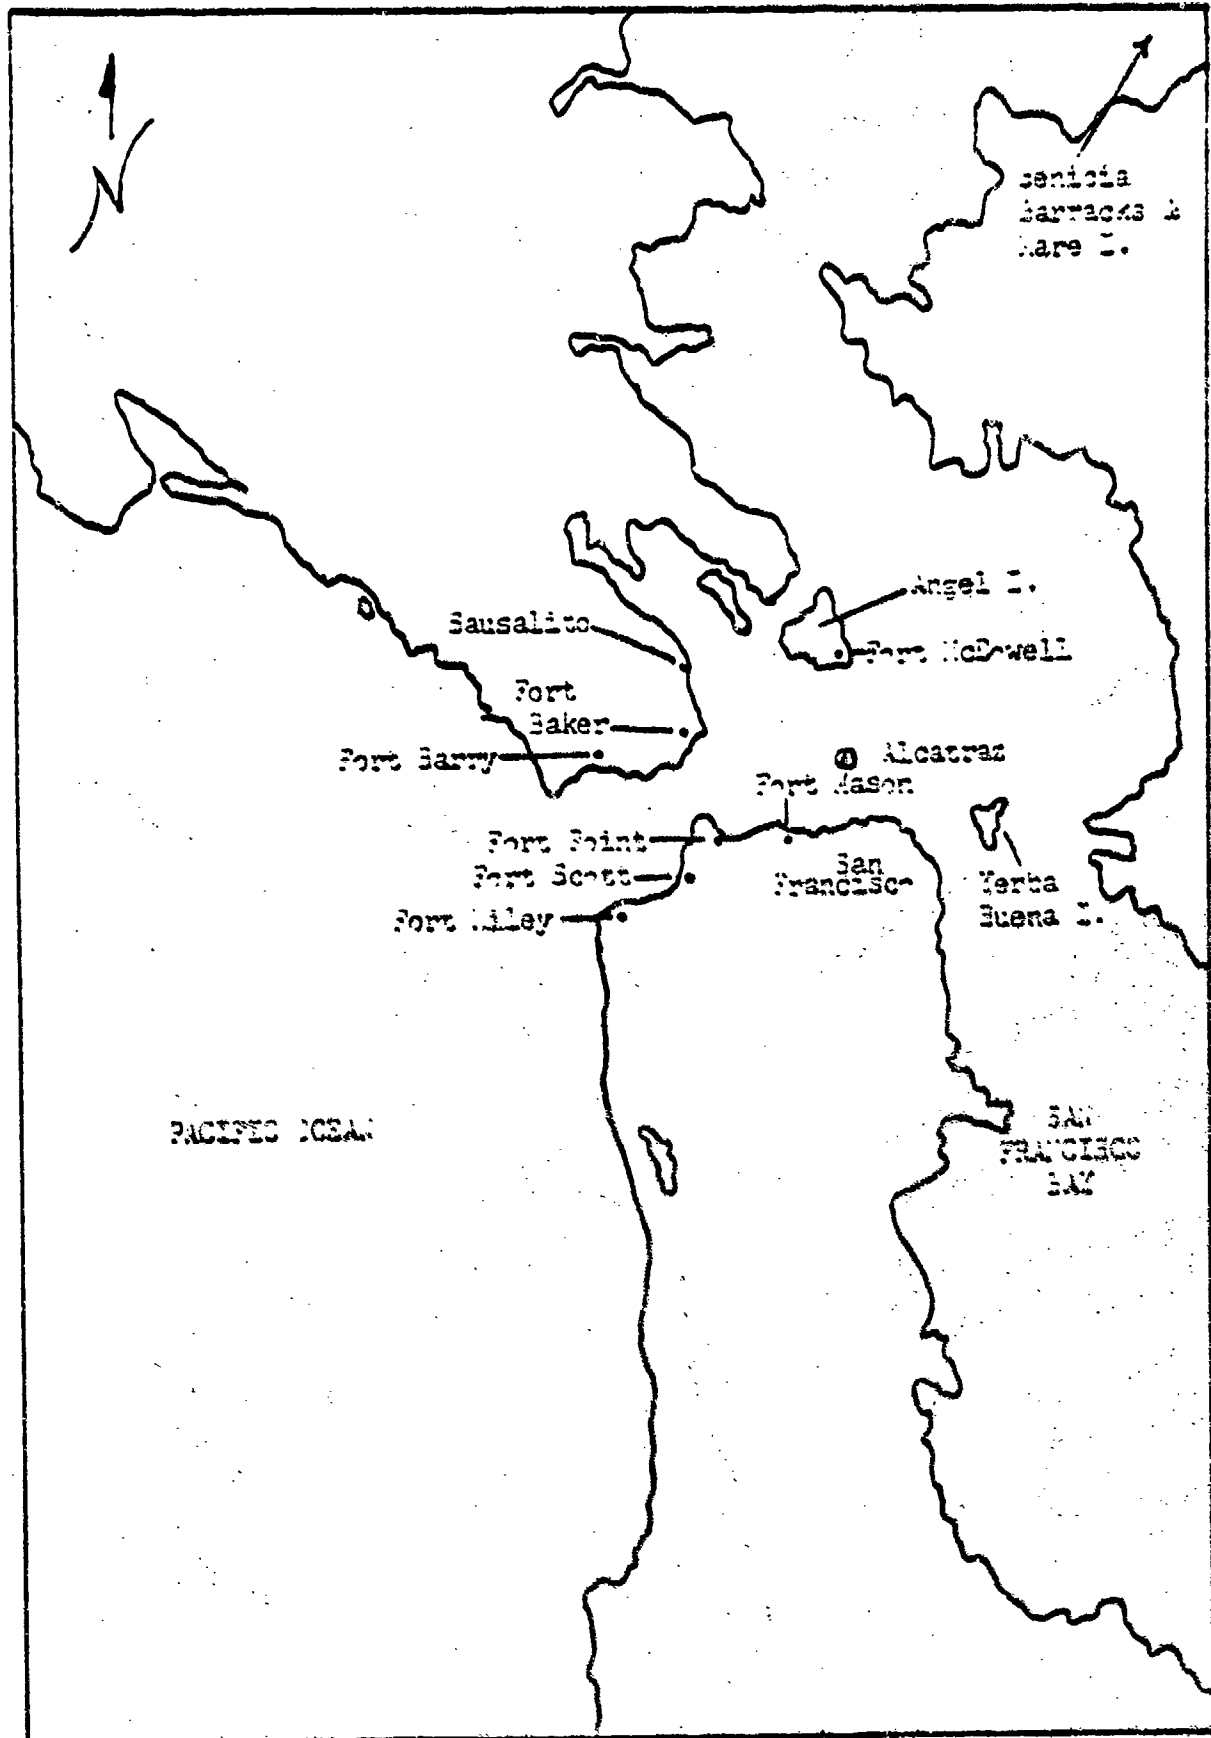 N
Benicia
Barracks &
Mare I.
Angel I.
Sausalito
Fort McDowell
Fort
Baker
Fort Barry
Alcatraz
Fort Mason
Fort Point
San
Francisco
Fort Scott
Yerba
Buena I.
Fort Miley
PACIFIC OCEAN
SAN
FRANCISCO
BAY